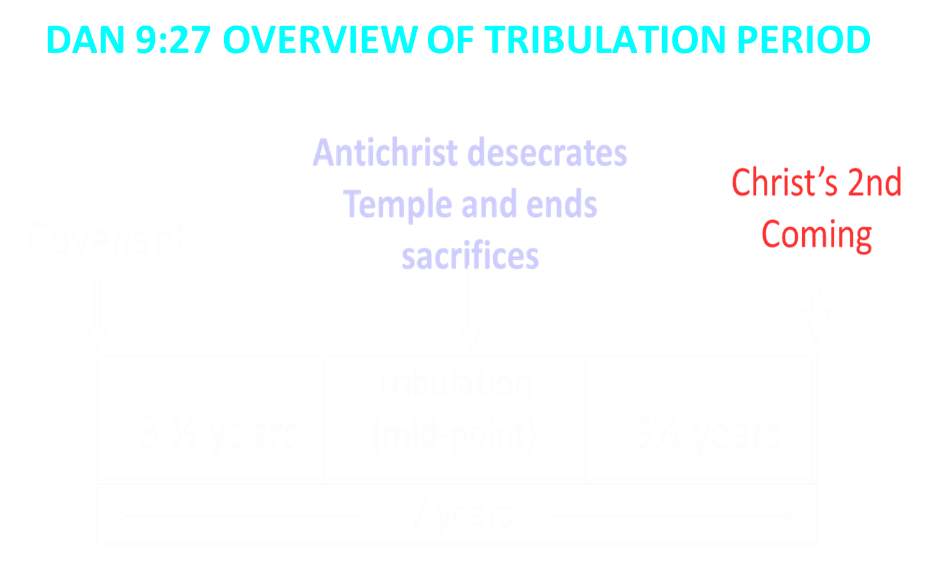 DAN 9:27 OVERVIEW OF TRIBULATION PERIOD
Antichrist desecrates
Temple and ends
sacrifices
Christ's 2nd
Coming
Covenant
Tribulation
(mid-point)
3 ½ years
3½ years
7 years